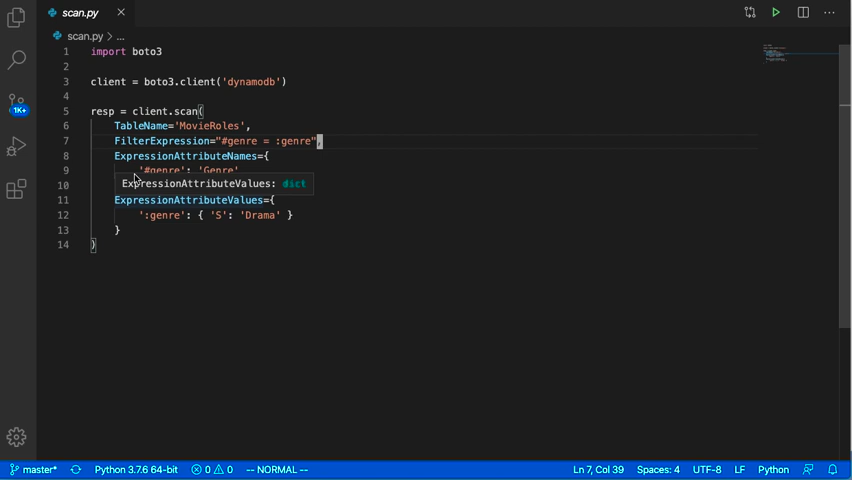 scan.py
scan.py > ...
1 import boto3
2
3 client = boto3.client('dynamodb')
4
5 resp = client.scan(
6 TableName='MovieRoles',
7 FilterExpression="#genre = :genre",
8 ExpressionAttributeNames={
9 '#genre': 'Genre'
10 ExpressionAttributeValues: dict
11 ExpressionAttributeValues={
12 ':genre': { 'S': 'Drama' }
13 }
14 )
1K+
master* Python 3.7.6 64-bit 0 0 -- NORMAL -- Ln 7, Col 39 Spaces: 4 UTF-8 LF Python